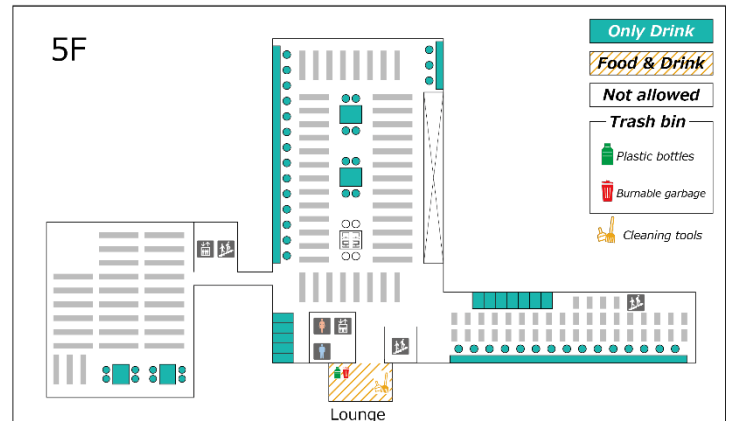 5F
Only Drink
Food & Drink
Not allowed
Trash bin
Plastic bottles
Burnable garbage
Cleaning tools
Lounge